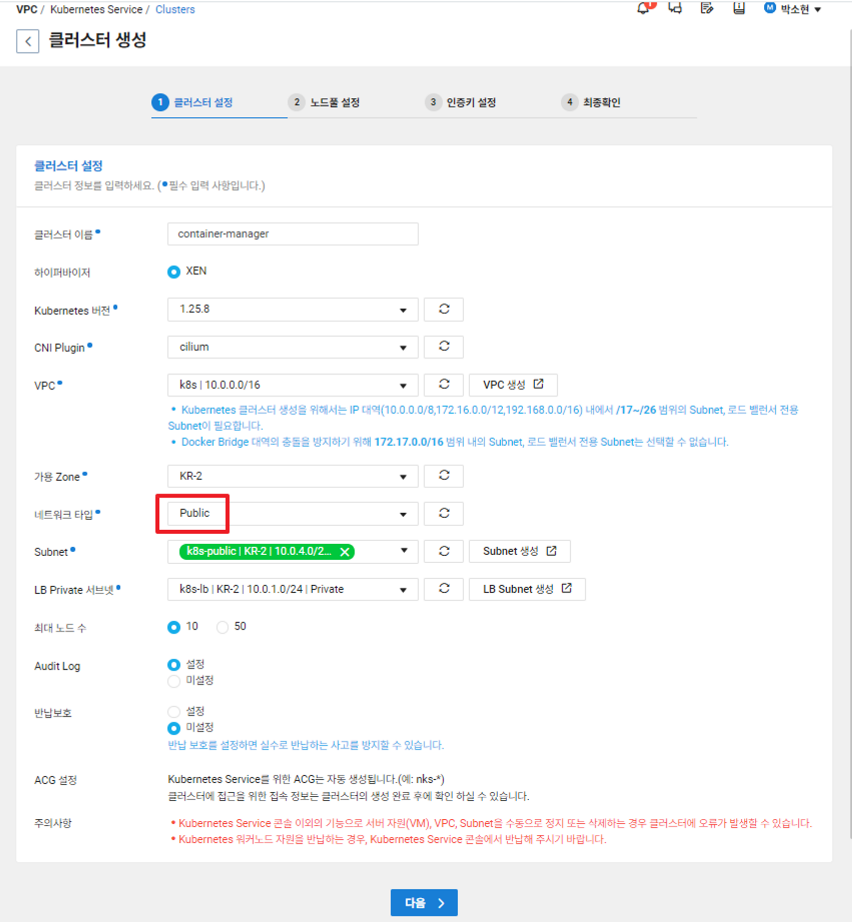 VPC / Kubernetes Service / Clusters
1
M 박소현
클러스터 생성
1 클러스터 설정
2 노드풀 설정
3 인증키 설정
4 최종확인
클러스터 설정
클러스터 정보를 입력하세요. (•필수 입력 사항입니다.)
클러스터 이름• container-manager
하이퍼바이저 XEN
Kubernetes 버전• 1.25.8
CNI Plugin• cilium
VPC• k8s | 10.0.0.0/16 VPC 생성
• Kubernetes 클러스터 생성을 위해서는 IP 대역(10.0.0.0/8,172.16.0.0/12,192.168.0.0/16) 내에서 /17~/26 범위의 Subnet, 로드 밸런서 전용
Subnet이 필요합니다.
• Docker Bridge 대역의 충돌을 방지하기 위해 172.17.0.0/16 범위 내의 Subnet, 로드 밸런서 전용 Subnet는 선택할 수 없습니다.
가용 Zone• KR-2
네트워크 타입• Public
Subnet• k8s-public | KR-2 | 10.0.4.0/2... Subnet 생성
LB Private 서브넷• k8s-lb | KR-2 | 10.0.1.0/24 | Private LB Subnet 생성
최대 노드 수 10 50
Audit Log 설정
미설정
반납보호 설정
미설정
반납 보호를 설정하면 실수로 반납하는 사고를 방지할 수 있습니다.
ACG 설정 Kubernetes Service를 위한 ACG는 자동 생성됩니다.(예: nks-*)
클러스터에 접근을 위한 접속 정보는 클러스터의 생성 완료 후에 확인 하실 수 있습니다.
주의사항 • Kubernetes Service 콘솔 이외의 기능으로 서버 자원(VM), VPC, Subnet을 수동으로 정지 또는 삭제하는 경우 클러스터에 오류가 발생할 수 있습니다.
• Kubernetes 워커노드 자원을 반납하는 경우, Kubernetes Service 콘솔에서 반납해 주시기 바랍니다.
다음